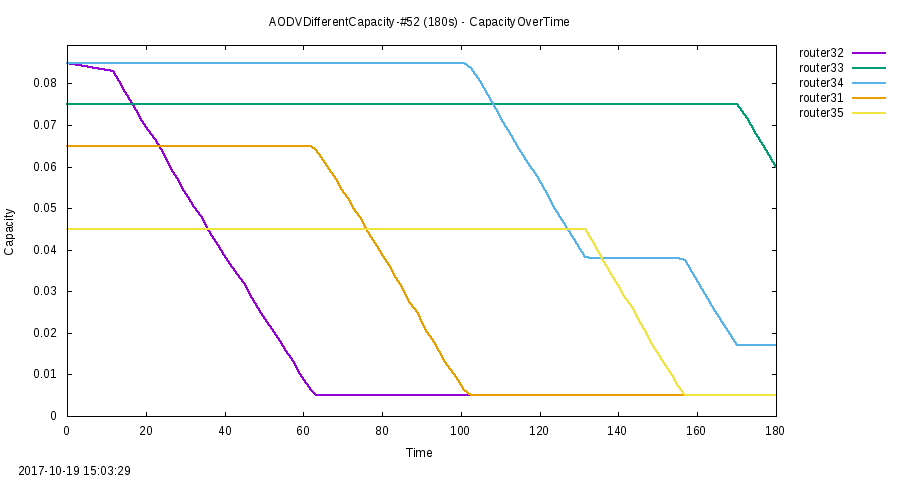 AODVDifferentCapacity-#52 (180s) - CapacityOverTime
router32
router33
router34
router31
router35
Capacity
0.08
0.07
0.06
0.05
0.04
0.03
0.02
0.01
0
0 20 40 60 80 100 120 140 160 180
Time
2017-10-19 15:03:29